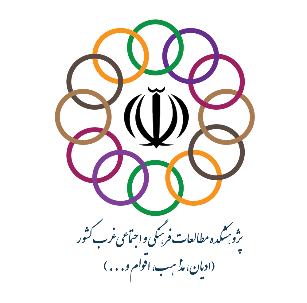 پژوهشکده مطالعات فرهنگی و اجتماعی غرب کشور
(ادیان، مذاهب، اقوام و...)